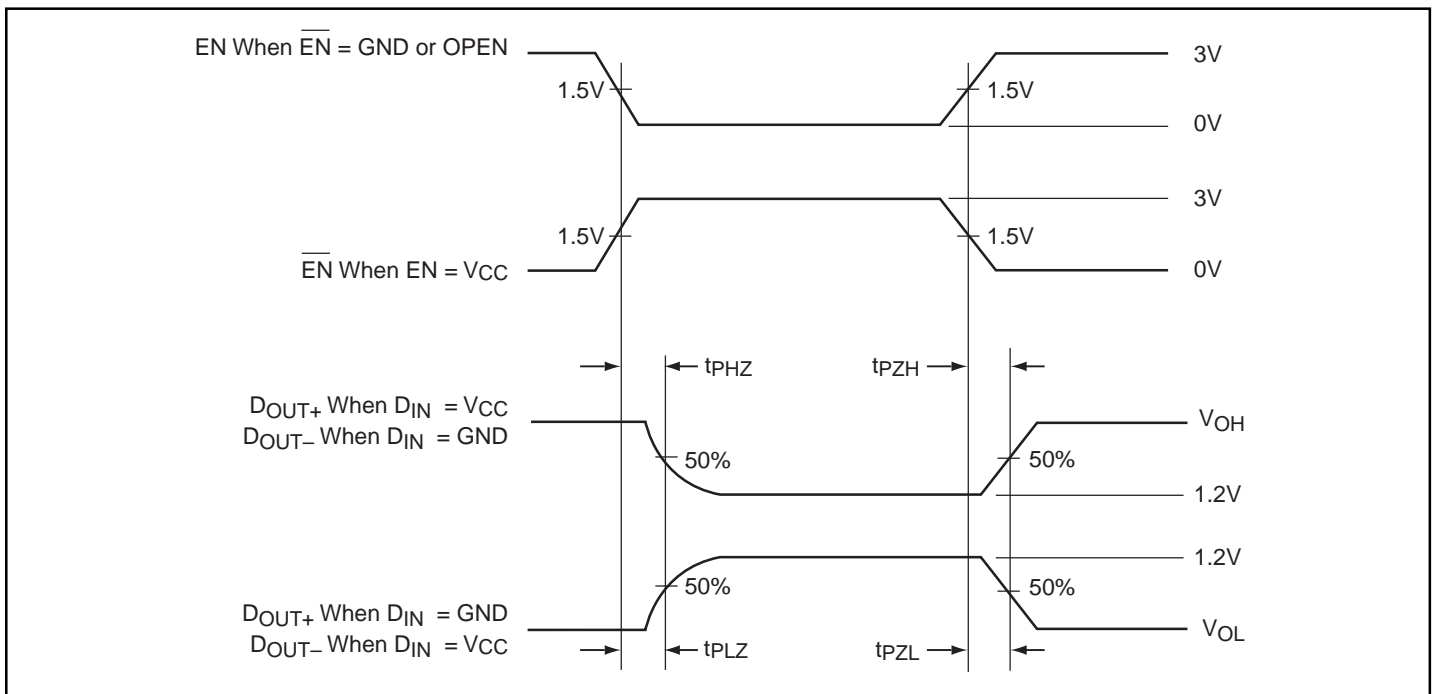 EN When E̅N̅ = GND or OPEN
3V
1.5V
1.5V
0V
3V
1.5V
1.5V
E̅N̅ When EN = VCC
0V
tPHZ
tPZH
DOUT+ When DIN = VCC
DOUT– When DIN = GND
VOH
50%
50%
1.2V
1.2V
50%
50%
DOUT+ When DIN = GND
DOUT– When DIN = VCC
VOL
tPLZ
tPZL